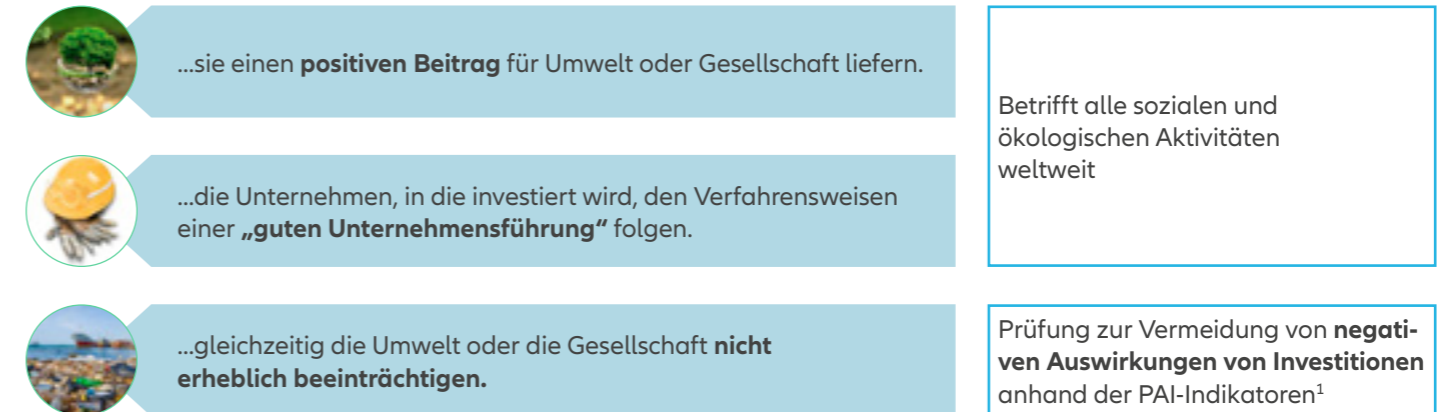 ...sie einen positiven Beitrag für Umwelt oder Gesellschaft liefern.
Betrifft alle sozialen und
ökologischen Aktivitäten
weltweit
...die Unternehmen, in die investiert wird, den Verfahrensweisen
einer „guten Unternehmensführung“ folgen.
...gleichzeitig die Umwelt oder die Gesellschaft nicht
erheblich beeinträchtigen.
Prüfung zur Vermeidung von negati-
ven Auswirkungen von Investitionen
anhand der PAI-Indikatoren¹